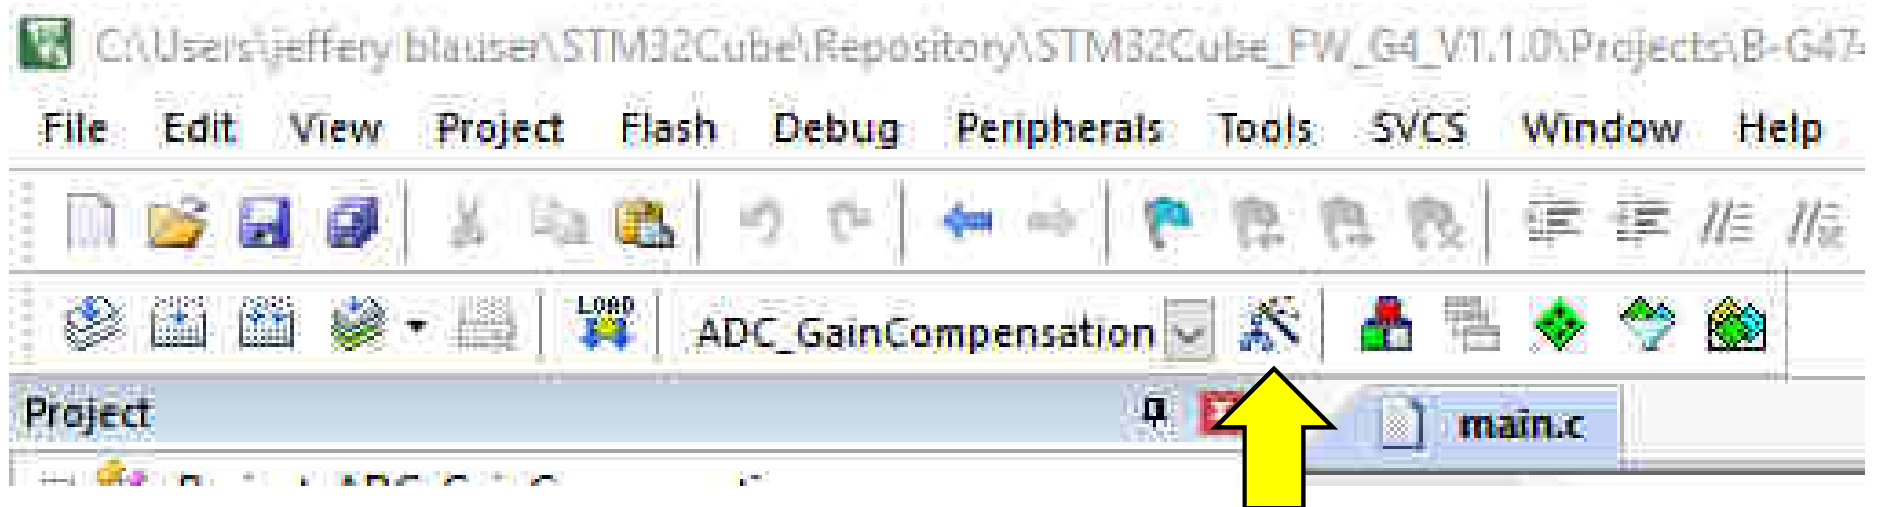 C:\Users\jeffery blauser\STM32Cube\Repository\STM32Cube_FW_G4_V1.1.0\Projects\B-G47
File Edit View Project Flash Debug Peripherals Tools SVCS Window Help
LOAD ADC_GainCompensation
Project main.c